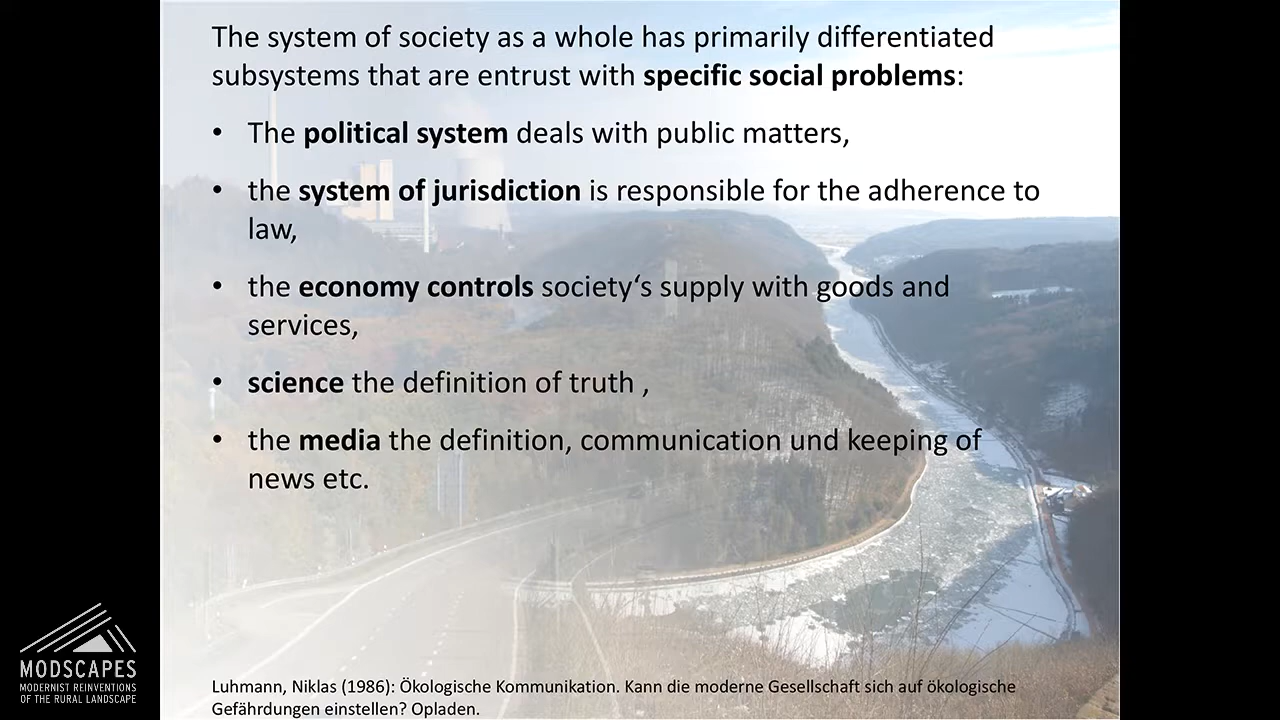 The system of society as a whole has primarily differentiated
subsystems that are entrust with specific social problems:
• The political system deals with public matters,
• the system of jurisdiction is responsible for the adherence to
law,
• the economy controls society‘s supply with goods and
services,
• science the definition of truth ,
• the media the definition, communication und keeping of
news etc.
Luhmann, Niklas (1986): Ökologische Kommunikation. Kann die moderne Gesellschaft sich auf ökologische
Gefährdungen einstellen? Opladen.
MODSCAPES
MODERNIST REINVENTIONS
OF THE RURAL LANDSCAPE